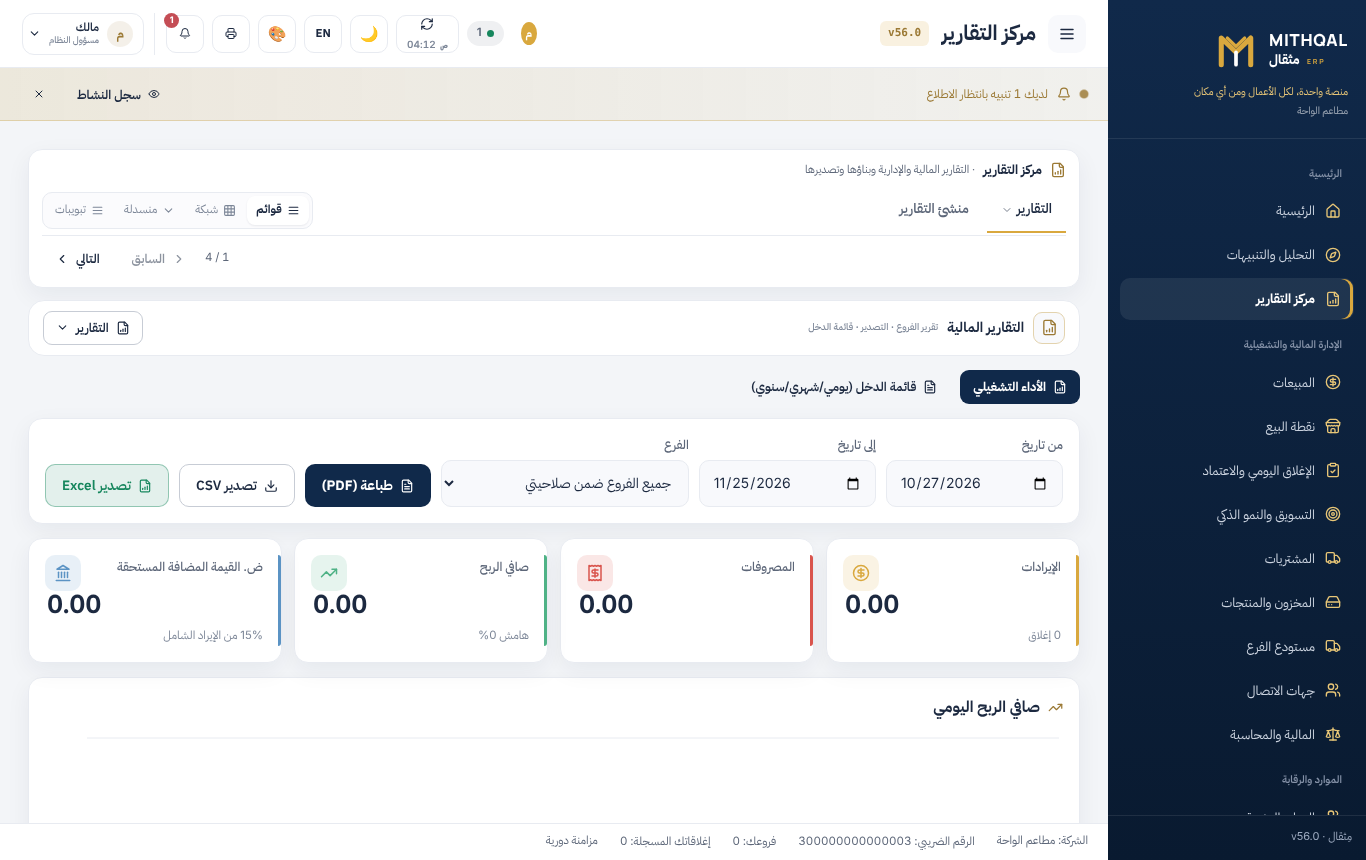 MITHQAL
مثقال ERP
منصة واحدة، لكل الأعمال ومن أي مكان
مطاعم الواحة
الرئيسية
الرئيسية
التحليل والتنبيهات
مركز التقارير
الإدارة المالية والتشغيلية
المبيعات
نقطة البيع
الإغلاق اليومي والاعتماد
التسويق والنمو الذكي
المشتريات
المخزون والمنتجات
مستودع الفرع
جهات الاتصال
المالية والمحاسبة
الموارد والرقابة
مثقال · v56.0
مركز التقارير v56.0
م
1
04:12 ص
🌙
EN
🎨
1
م
مالك
مسؤول النظام
لديك 1 تنبيه بانتظار الاطلاع
سجل النشاط
مركز التقارير · التقارير المالية والإدارية وبناؤها وتصديرها
التقارير منشئ التقارير
قوائم شبكة منسدلة تبويبات
1 / 4 السابق التالي
التقارير المالية تقرير الفروع · التصدير · قائمة الدخل
التقارير
الأداء التشغيلي قائمة الدخل (يومي/شهري/سنوي)
من تاريخ إلى تاريخ الفرع
10/27/2026 11/25/2026 جميع الفروع ضمن صلاحيتي طباعة (PDF) تصدير CSV تصدير Excel
الإيرادات
0.00
0 إغلاق
المصروفات
0.00
صافي الربح
0.00
هامش 0%
ض. القيمة المضافة المستحقة
0.00
15% من الإيراد الشامل
صافي الربح اليومي
الشركة: مطاعم الواحة الرقم الضريبي: 300000000000003 فروعك: 0 إغلاقاتك المسجلة: 0 مزامنة دورية